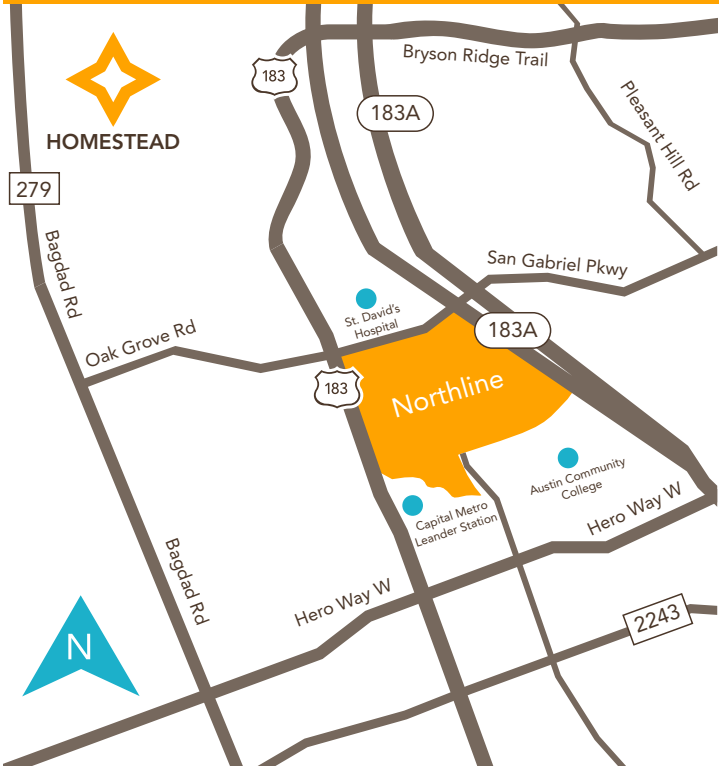 Bryson Ridge Trail
183
183A
Pleasant Hill Rd
HOMESTEAD
279
Bagdad Rd
San Gabriel Pkwy
St. David's
Hospital
Oak Grove Rd
183A
183
Northline
Austin Community
College
Capital Metro
Leander Station
Hero Way W
Bagdad Rd
Hero Way W
2243
N